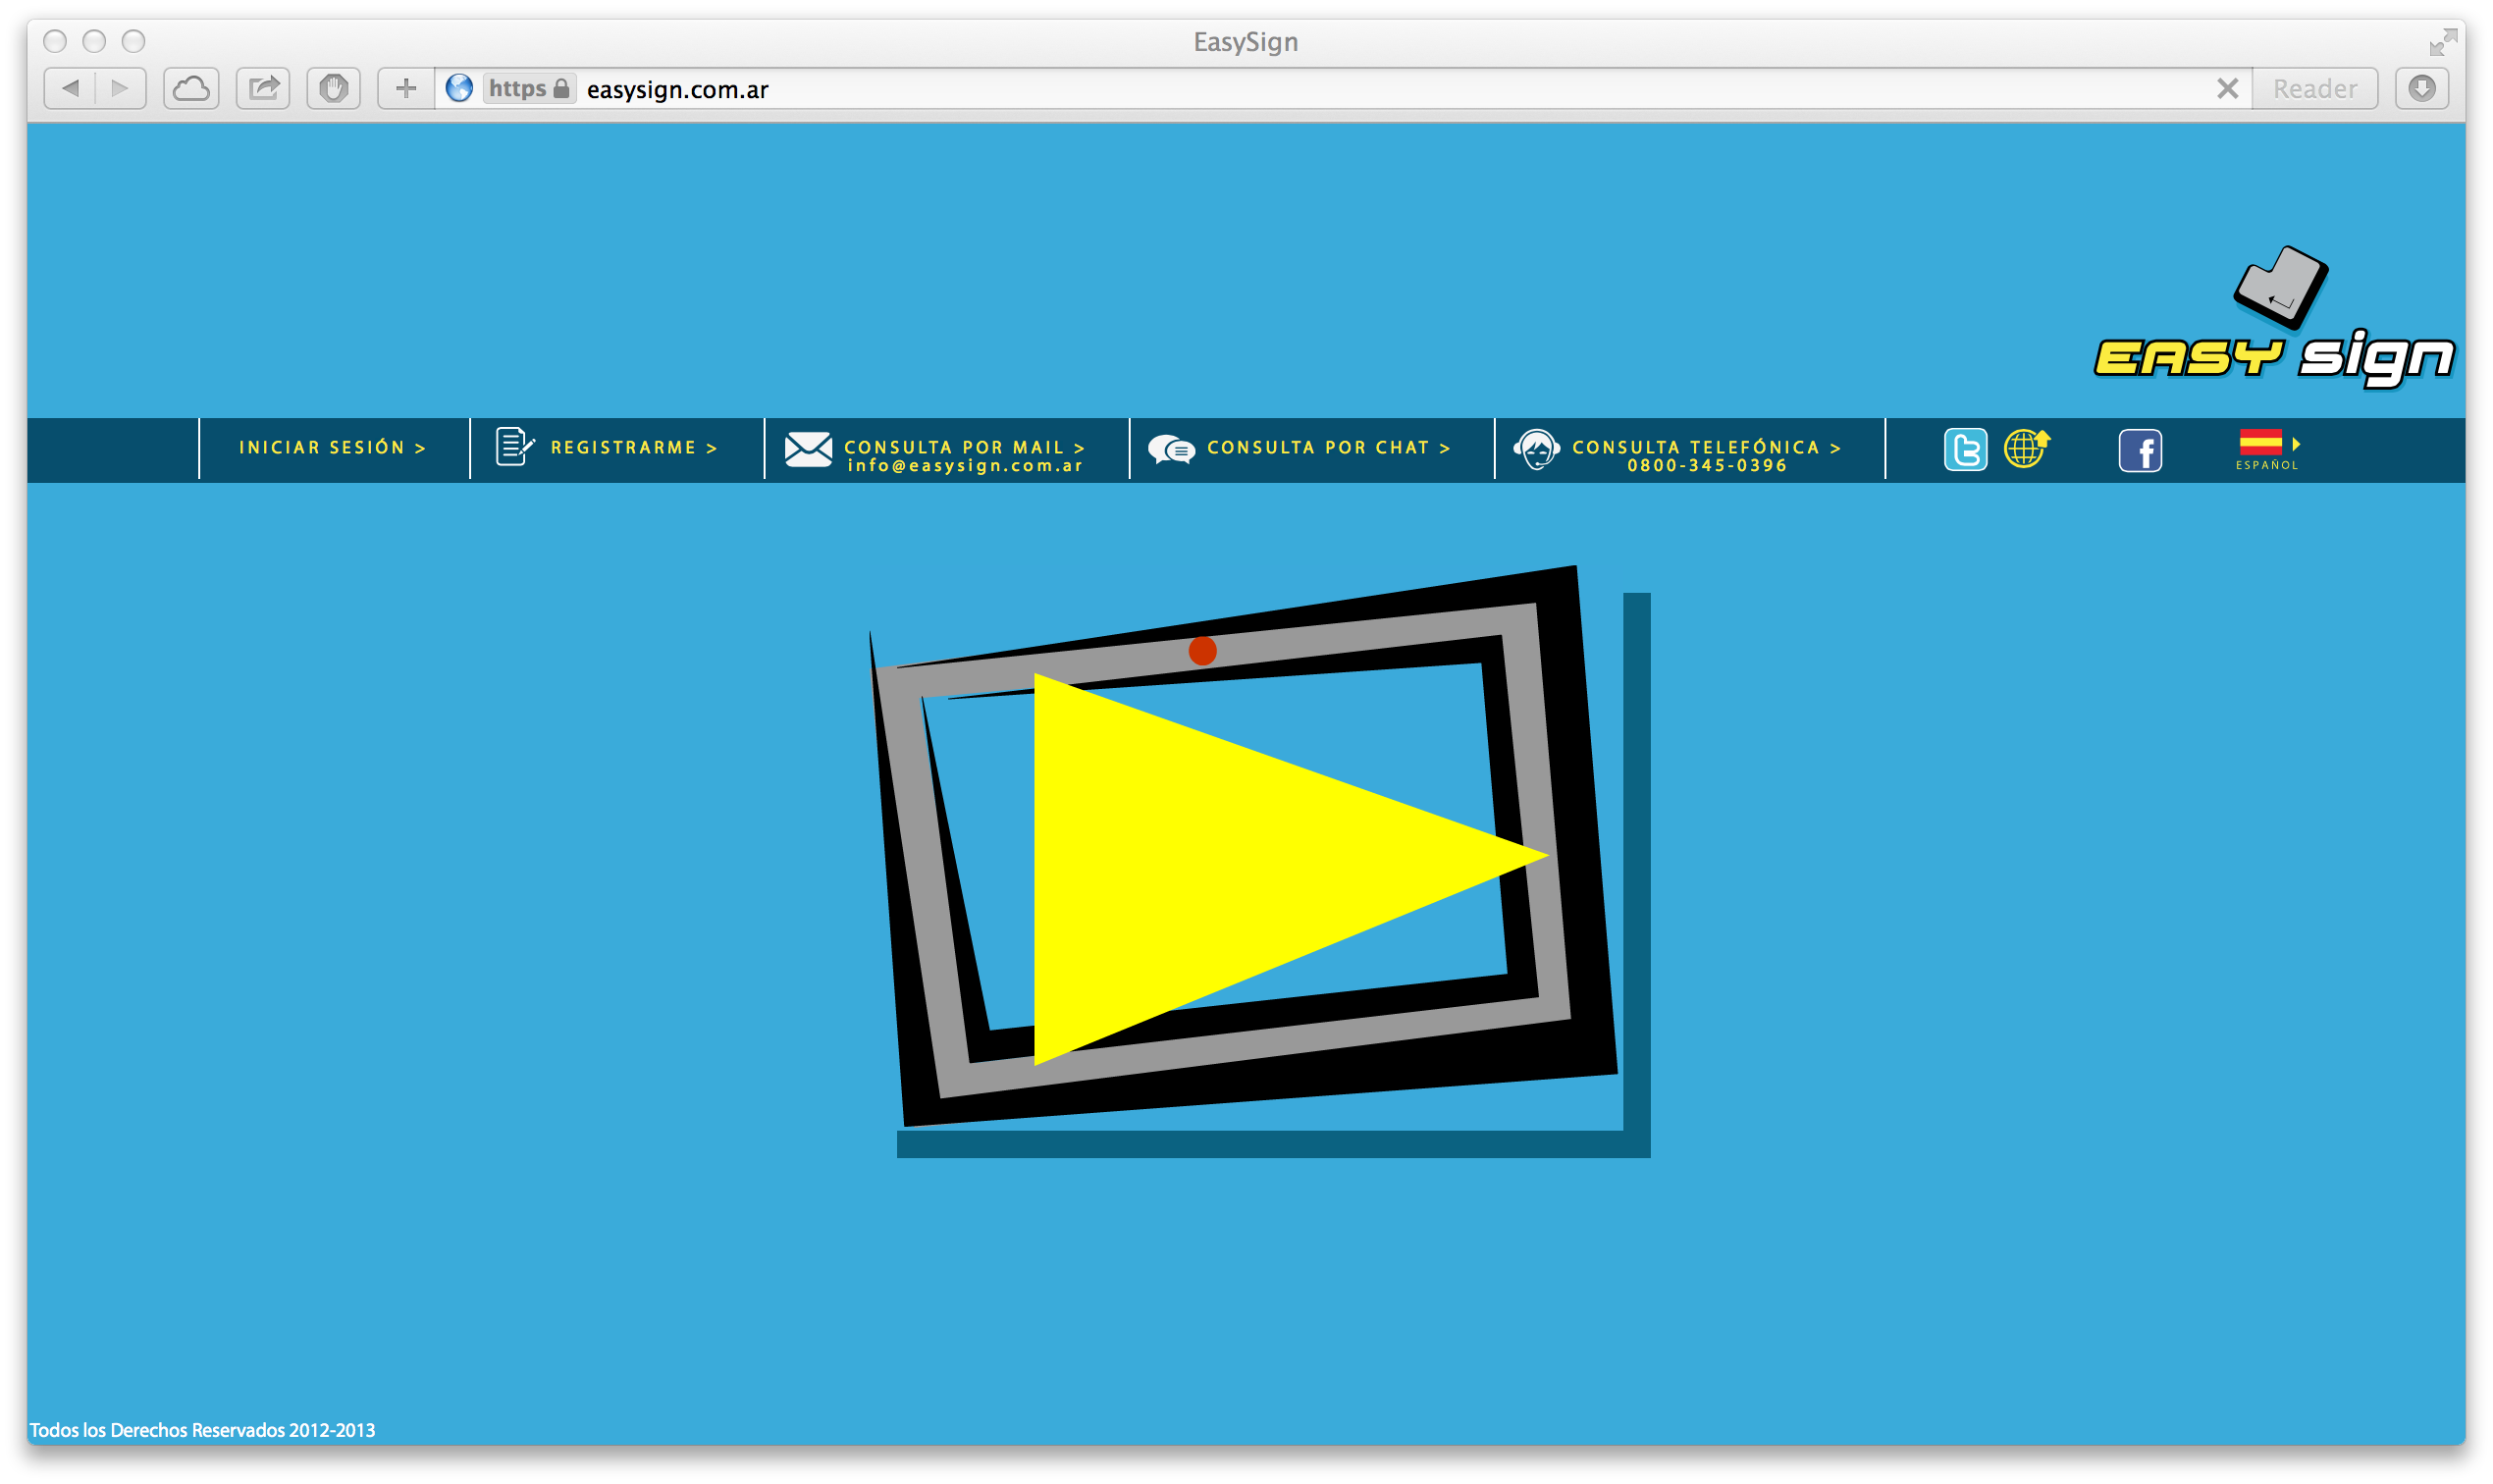 EasySign
https easysign.com.ar
Reader
EASY sign
INICIAR SESIÓN >
REGISTRARME >
CONSULTA POR MAIL >
info@easysign.com.ar
CONSULTA POR CHAT >
CONSULTA TELEFÓNICA >
0800-345-0396
ESPAÑOL
Todos los Derechos Reservados 2012-2013